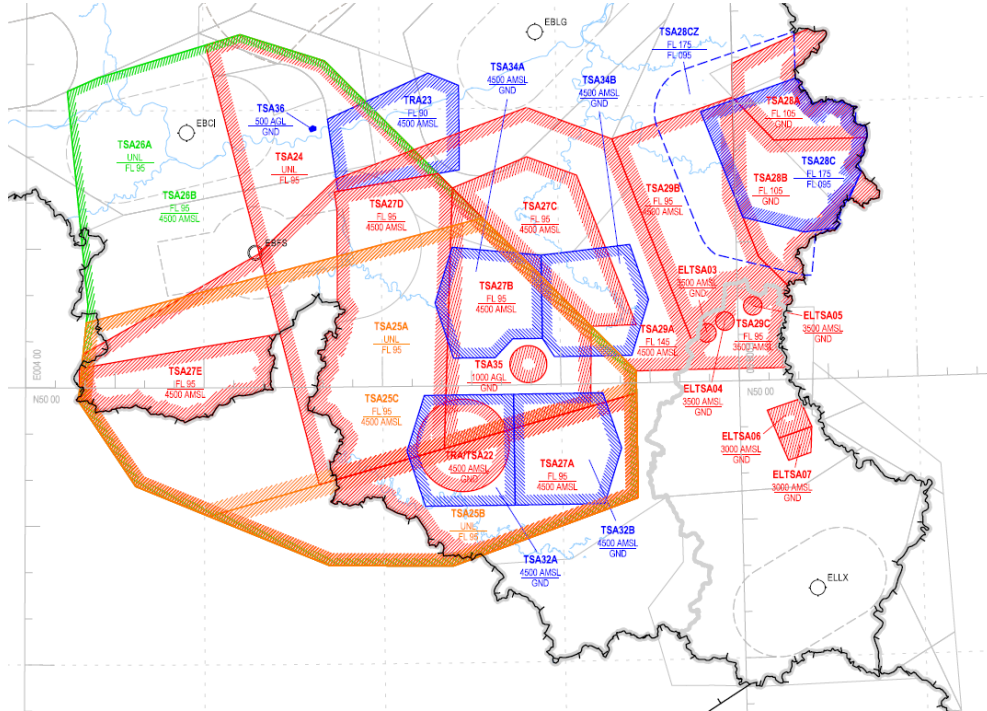 EBLG
TSA28CZ
FL 175
FL 095
TSA34A
4500 AMSL
GND
TSA34B
4500 AMSL
GND
TSA36
500 AGL
GND
TRA23
FL 90
4500 AMSL
TSA28A
FL 105
GND
EBCI
TSA26A
UNL
FL 95
TSA24
UNL
FL 95
TSA28C
FL 175
FL 095
TSA28B
FL 105
GND
TSA26B
FL 95
4500 AMSL
TSA27D
FL 95
4500 AMSL
TSA27C
FL 95
4500 AMSL
TSA29B
FL 95
4500 AMSL
EBFS
ELTSA03
3500 AMSL
GND
TSA27B
FL 95
4500 AMSL
ELTSA05
3500 AMSL
GND
TSA25A
UNL
FL 95
TSA29A
FL 145
4500 AMSL
TSA29C
FL 95
3500 AMSL
E004 00
N50 00
TSA27E
FL 95
4500 AMSL
TSA35
1000 AGL
GND
ELTSA04
3500 AMSL
GND
N50 00
TSA25C
FL 95
4500 AMSL
ELTSA06
3000 AMSL
GND
TRA/TSA22
4500 AMSL
GND
TSA27A
FL 95
4500 AMSL
ELTSA07
3000 AMSL
GND
TSA25B
UNL
FL 95
TSA32B
4500 AMSL
GND
TSA32A
4500 AMSL
GND
ELLX